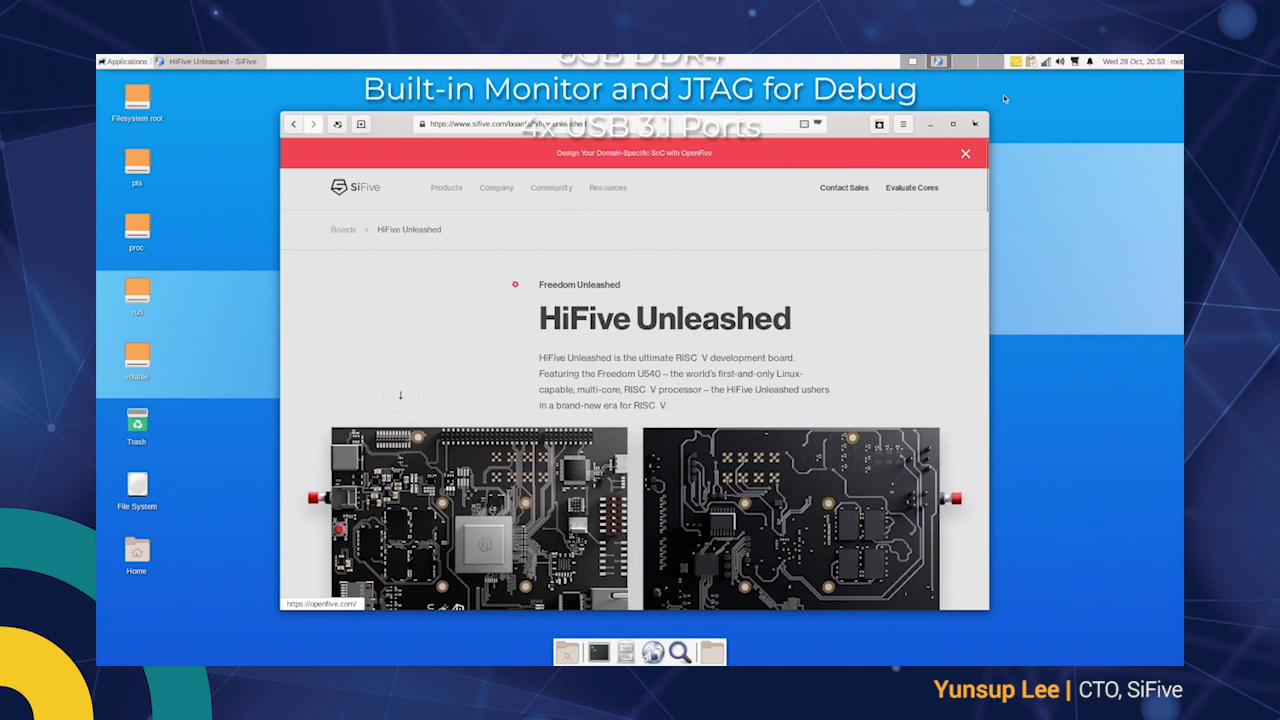 8GB DDR4
Applications HiFive Unleashed - SiFive Wed 28 Oct, 20:53 root
Built-in Monitor and JTAG for Debug
4x USB 3.1 Ports
Design Your Domain-Specific SoC with OpenFive
SiFive Products Company Community Resources Contact Sales Evaluate Cores
Boards > HiFive Unleashed
Freedom Unleashed
HiFive Unleashed
HiFive Unleashed is the ultimate RISC V development board.
Featuring the Freedom U540 – the world's first-and-only Linux-
capable, multi-core, RISC V processor – the HiFive Unleashed ushers
in a brand-new era for RISC V.
https://openfive.com/
Filesystem root
pts
proc
run
volatile
Trash
File System
Home
Yunsup Lee | CTO, SiFive